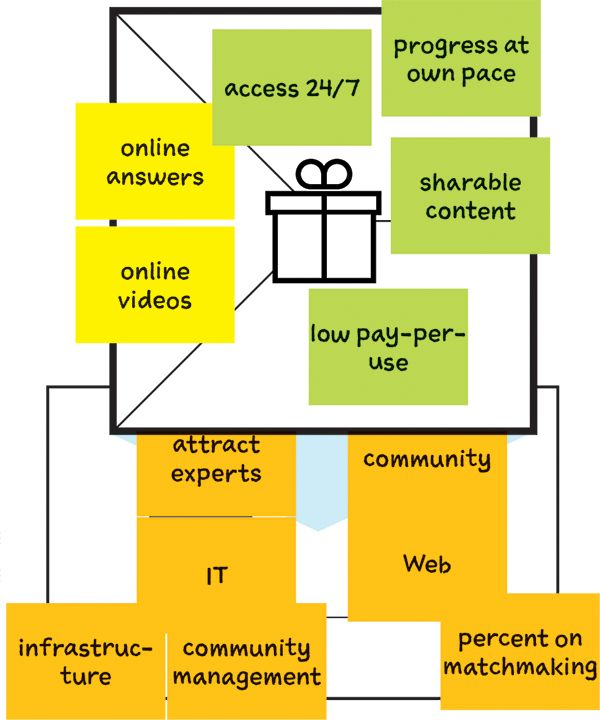 progress at
own pace
access 24/7
online
answers
sharable
content
online
videos
low pay-per-
use
attract
experts
community
IT
Web
infrastruc-
ture
community
management
percent on
matchmaking